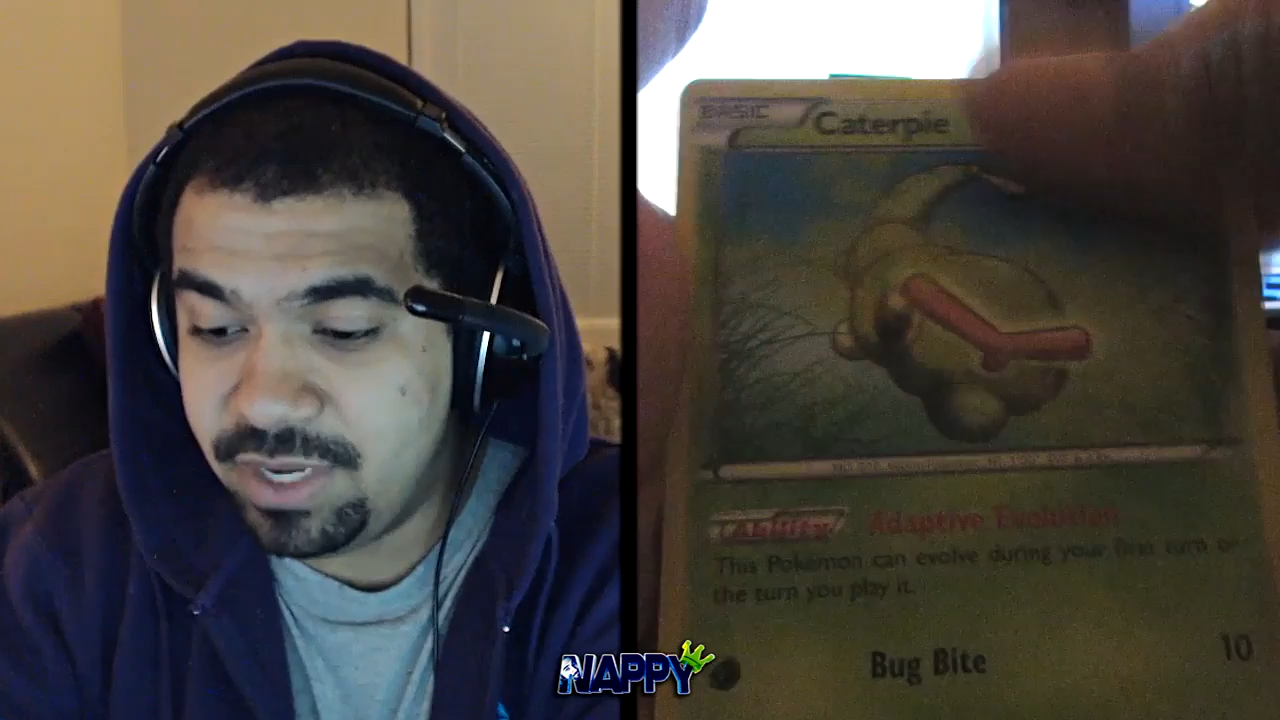 BASIC
Caterpie
Ability Adaptive Evolution
This Pokémon can evolve during your first turn or
the turn you play it.
Bug Bite 10
NAPPY